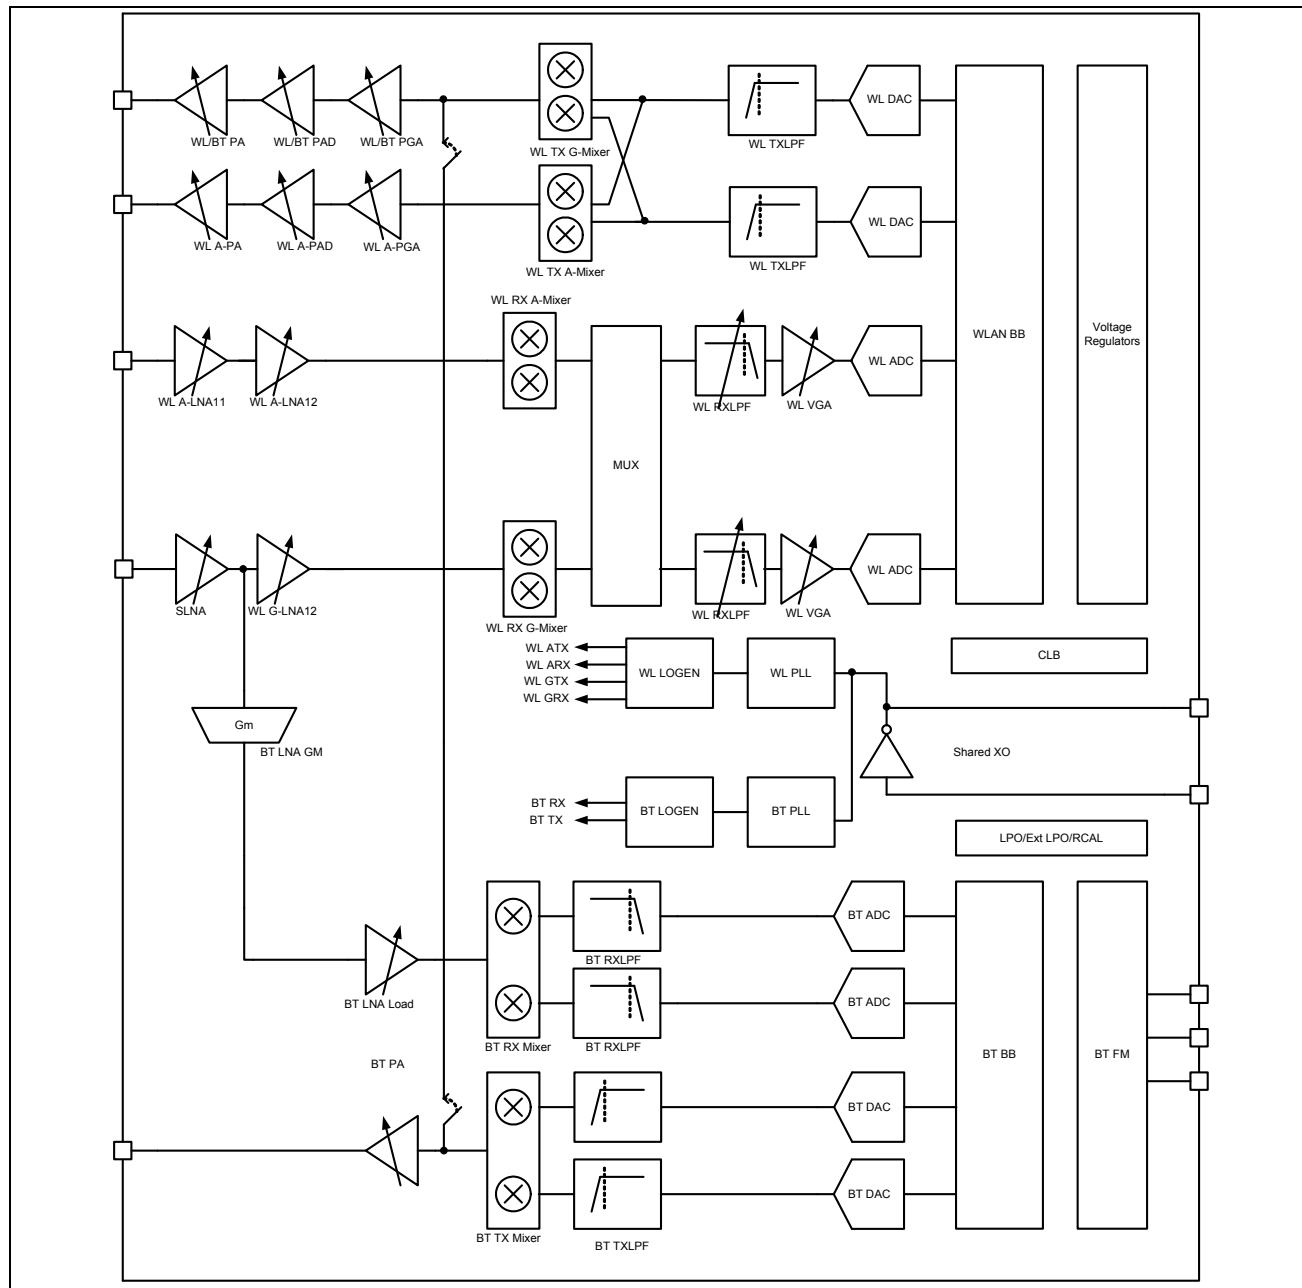 WL/BT PA
WL/BT PAD
WL/BT PGA
WL TX G-Mixer
WL TXLPF
WL DAC
WL A-PA
WL A-PAD
WL A-PGA
WL TX A-Mixer
WL TXLPF
WL DAC
WLAN BB
Voltage
Regulators
WL RX A-Mixer
WL A-LNA11
WL A-LNA12
MUX
WL RXLPF
WL VGA
WL ADC
SLNA
WL G-LNA12
WL RX G-Mixer
WL RXLPF
WL VGA
WL ADC
WL ATX
WL ARX
WL GTX
WL GRX
WL LOGEN
WL PLL
CLB
Gm
BT LNA GM
Shared XO
BT RX
BT TX
BT LOGEN
BT PLL
LPO/Ext LPO/RCAL
BT LNA Load
BT RX Mixer
BT RXLPF
BT ADC
BT RXLPF
BT ADC
BT BB
BT FM
BT PA
BT TX Mixer
BT DAC
BT TXLPF
BT DAC